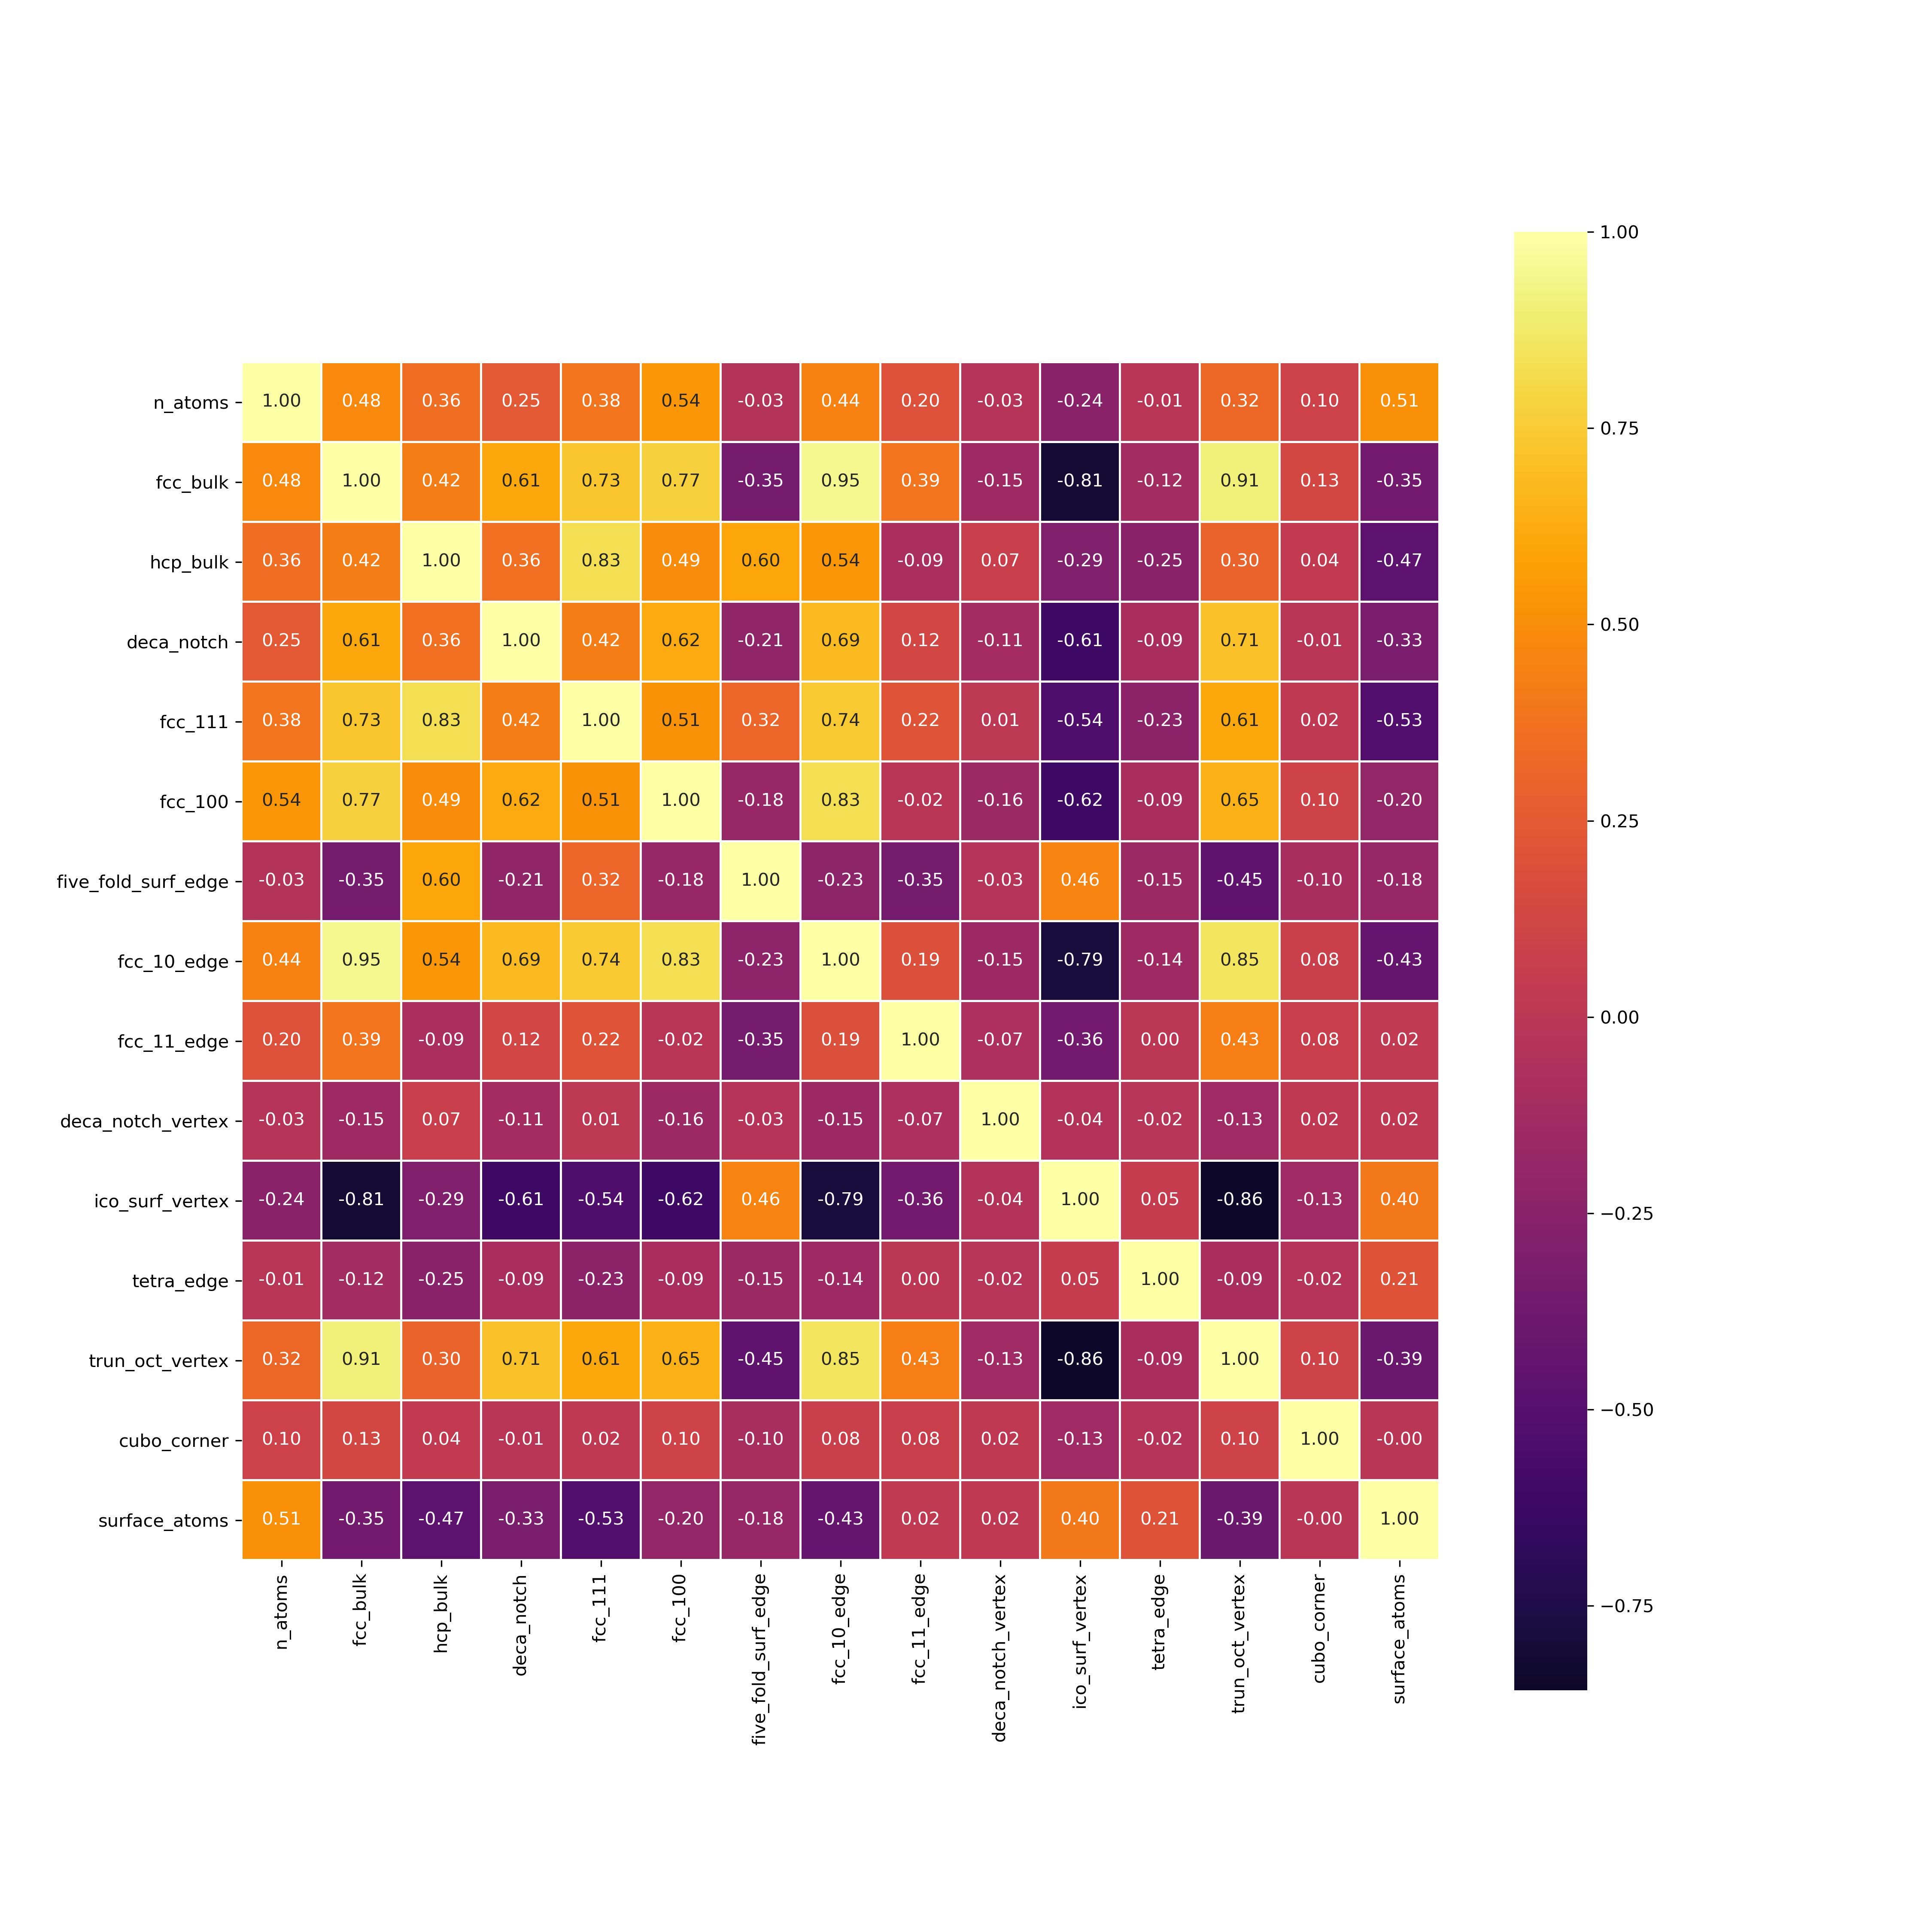 1.00
0.75
0.50
0.25
0.00
−0.25
−0.50
−0.75
n_atoms 1.00 0.48 0.36 0.25 0.38 0.54 -0.03 0.44 0.20 -0.03 -0.24 -0.01 0.32 0.10 0.51
fcc_bulk 0.48 1.00 0.42 0.61 0.73 0.77 -0.35 0.95 0.39 -0.15 -0.81 -0.12 0.91 0.13 -0.35
hcp_bulk 0.36 0.42 1.00 0.36 0.83 0.49 0.60 0.54 -0.09 0.07 -0.29 -0.25 0.30 0.04 -0.47
deca_notch 0.25 0.61 0.36 1.00 0.42 0.62 -0.21 0.69 0.12 -0.11 -0.61 -0.09 0.71 -0.01 -0.33
fcc_111 0.38 0.73 0.83 0.42 1.00 0.51 0.32 0.74 0.22 0.01 -0.54 -0.23 0.61 0.02 -0.53
fcc_100 0.54 0.77 0.49 0.62 0.51 1.00 -0.18 0.83 -0.02 -0.16 -0.62 -0.09 0.65 0.10 -0.20
five_fold_surf_edge -0.03 -0.35 0.60 -0.21 0.32 -0.18 1.00 -0.23 -0.35 -0.03 0.46 -0.15 -0.45 -0.10 -0.18
fcc_10_edge 0.44 0.95 0.54 0.69 0.74 0.83 -0.23 1.00 0.19 -0.15 -0.79 -0.14 0.85 0.08 -0.43
fcc_11_edge 0.20 0.39 -0.09 0.12 0.22 -0.02 -0.35 0.19 1.00 -0.07 -0.36 0.00 0.43 0.08 0.02
deca_notch_vertex -0.03 -0.15 0.07 -0.11 0.01 -0.16 -0.03 -0.15 -0.07 1.00 -0.04 -0.02 -0.13 0.02 0.02
ico_surf_vertex -0.24 -0.81 -0.29 -0.61 -0.54 -0.62 0.46 -0.79 -0.36 -0.04 1.00 0.05 -0.86 -0.13 0.40
tetra_edge -0.01 -0.12 -0.25 -0.09 -0.23 -0.09 -0.15 -0.14 0.00 -0.02 0.05 1.00 -0.09 -0.02 0.21
trun_oct_vertex 0.32 0.91 0.30 0.71 0.61 0.65 -0.45 0.85 0.43 -0.13 -0.86 -0.09 1.00 0.10 -0.39
cubo_corner 0.10 0.13 0.04 -0.01 0.02 0.10 -0.10 0.08 0.08 0.02 -0.13 -0.02 0.10 1.00 -0.00
surface_atoms 0.51 -0.35 -0.47 -0.33 -0.53 -0.20 -0.18 -0.43 0.02 0.02 0.40 0.21 -0.39 -0.00 1.00
n_atoms
fcc_bulk
hcp_bulk
deca_notch
fcc_111
fcc_100
five_fold_surf_edge
fcc_10_edge
fcc_11_edge
deca_notch_vertex
ico_surf_vertex
tetra_edge
trun_oct_vertex
cubo_corner
surface_atoms